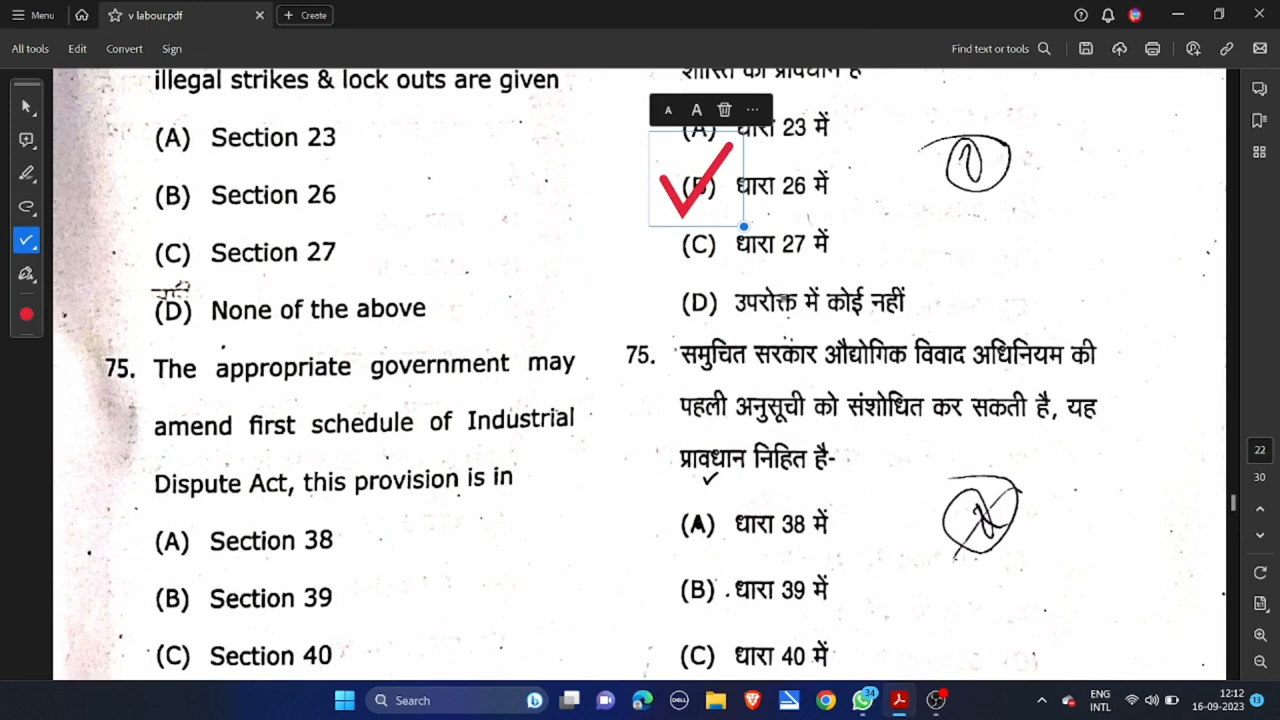 Menu
v labour.pdf
Create
All tools
Edit
Convert
Sign
Find text or tools
illegal strikes & lock outs are given
(A) Section 23
(B) Section 26
(C) Section 27
(D) None of the above
75. The appropriate government may
amend first schedule of Industrial
Dispute Act, this provision is in
(A) Section 38
(B) Section 39
(C) Section 40
शास्ति का प्रावधान है
A A ...
(A) धारा 23 में
(B) धारा 26 में
(C) धारा 27 में
(D) उपरोक्त में कोई नहीं
75. समुचित सरकार औद्योगिक विवाद अधिनियम की
पहली अनुसूची को संशोधित कर सकती है, यह
प्रावधान निहित है-
(A) धारा 38 में
(B) धारा 39 में
(C) धारा 40 में
22
30
Search
34
ENG
INTL
12:12
16-09-2023